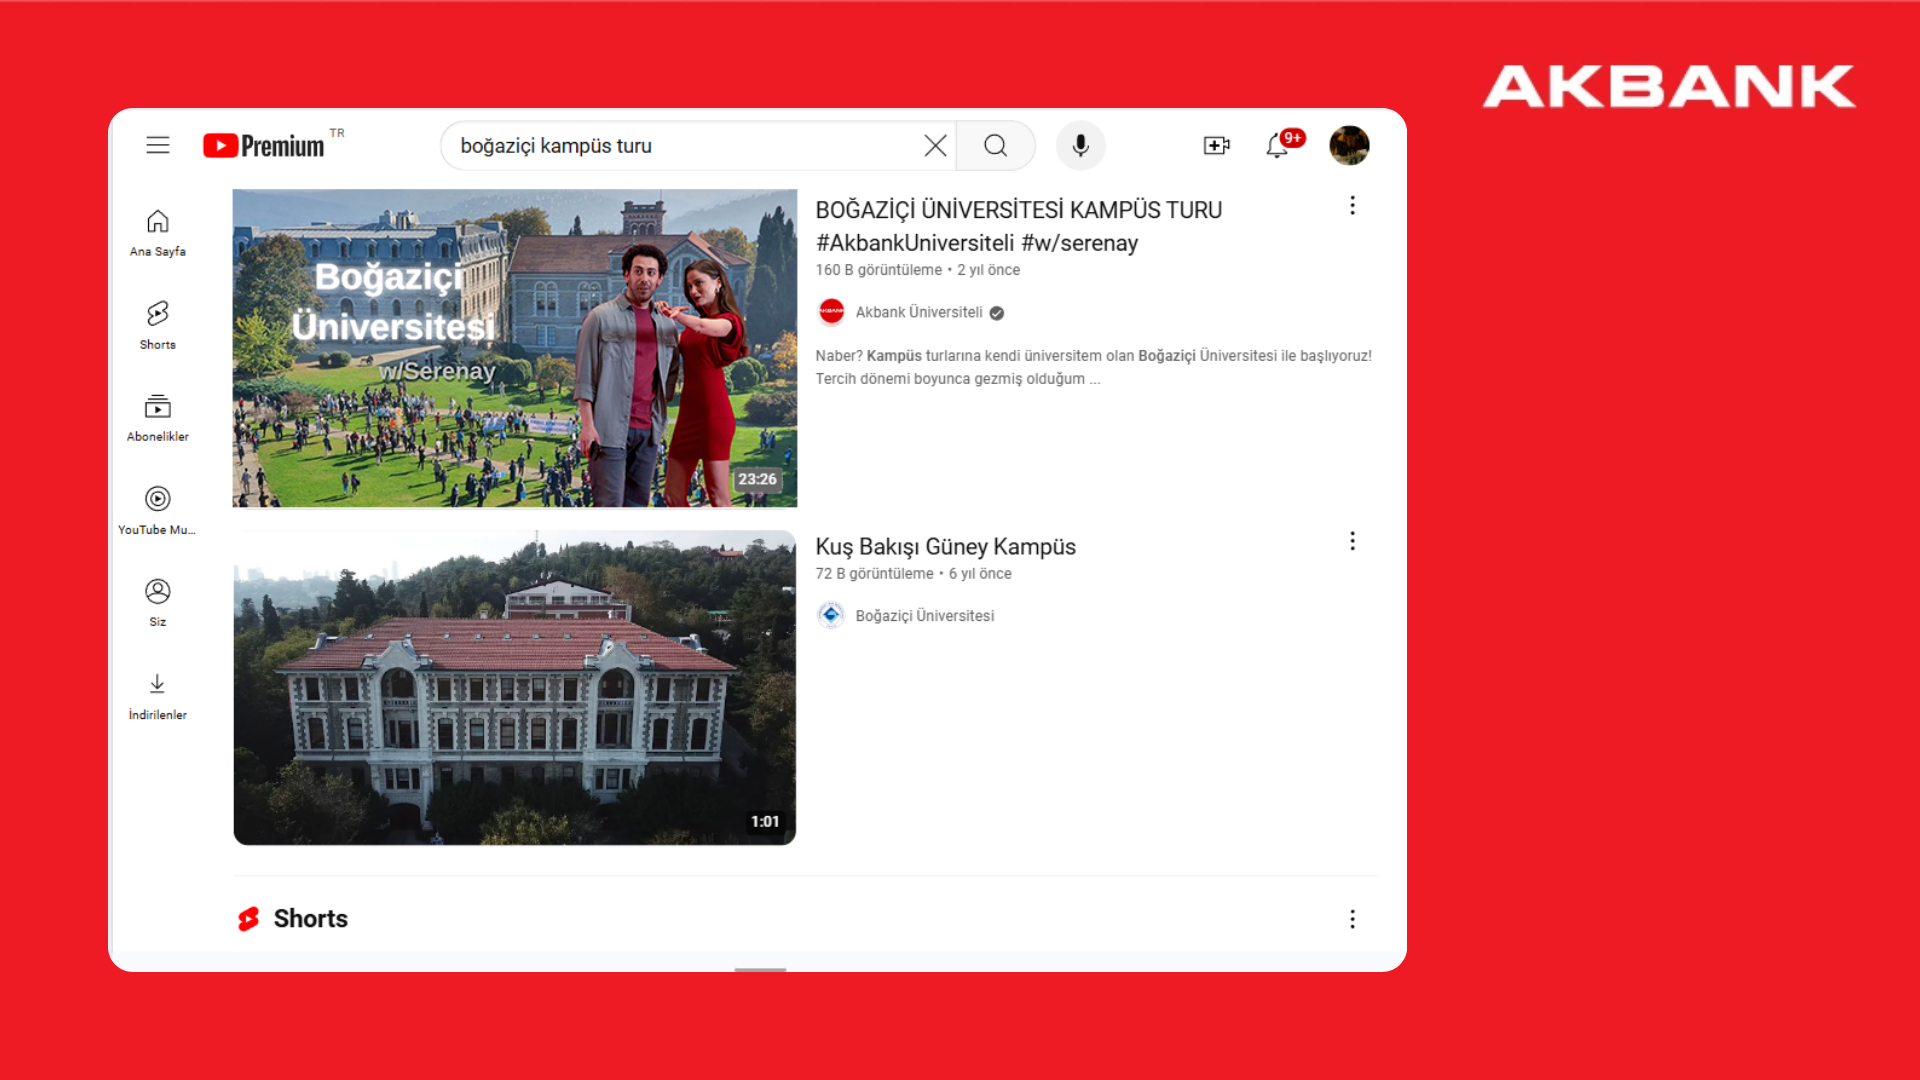 AKBANK
Premium TR
boğaziçi kampüs turu
9+
Ana Sayfa
Shorts
Abonelikler
YouTube Mu...
Siz
İndirilenler
Boğaziçi
Üniversitesi
w/Serenay
23:26
BOĞAZİÇİ ÜNİVERSİTESİ KAMPÜS TURU
#AkbankUniversiteli #w/serenay
160 B görüntüleme • 2 yıl önce
AKBANK
Akbank Üniversiteli
Naber? Kampüs turlarına kendi üniversitem olan Boğaziçi Üniversitesi ile başlıyoruz!
Tercih dönemi boyunca gezmiş olduğum ...
1:01
Kuş Bakışı Güney Kampüs
72 B görüntüleme • 6 yıl önce
Boğaziçi Üniversitesi
Shorts